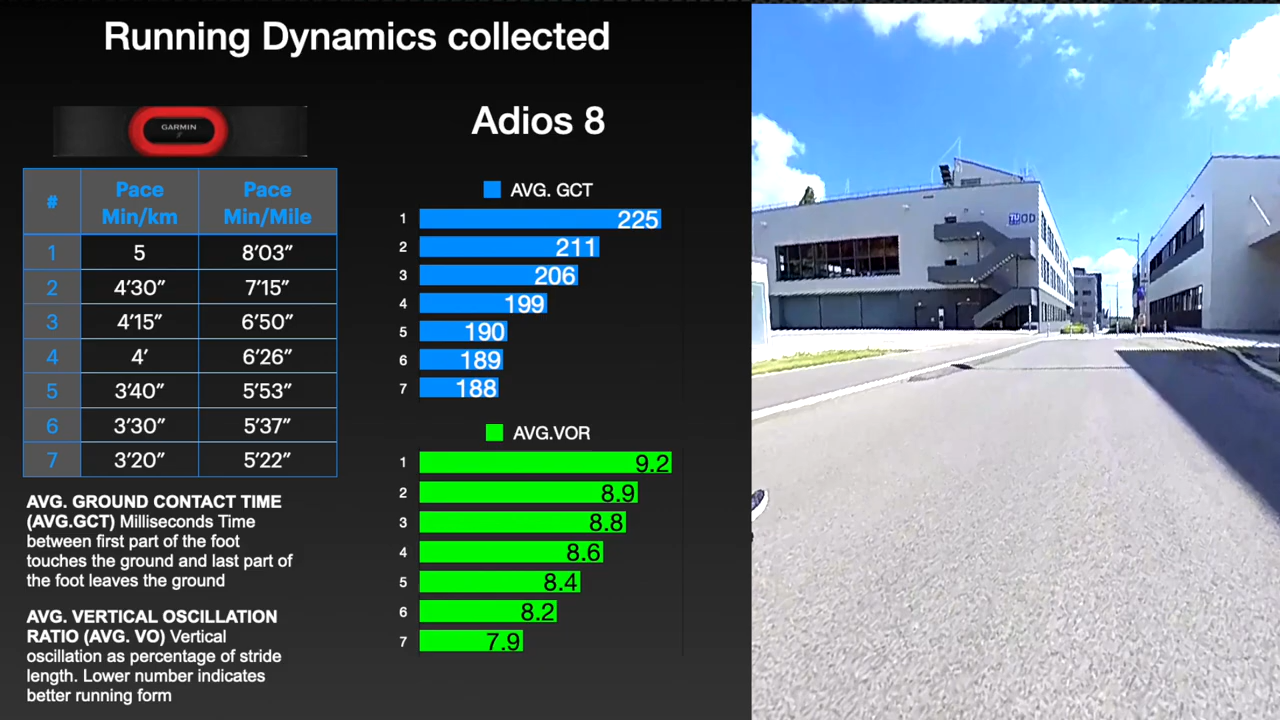 Running Dynamics collected
GARMIN
# Pace Min/km Pace Min/Mile
1 5 8’03”
2 4’30” 7’15”
3 4’15” 6’50”
4 4’ 6’26”
5 3’40” 5’53”
6 3’30” 5’37”
7 3’20” 5’22”
AVG. GROUND CONTACT TIME
(AVG.GCT) Milliseconds Time
between first part of the foot
touches the ground and last part of
the foot leaves the ground
AVG. VERTICAL OSCILLATION
RATIO (AVG. VO) Vertical
oscillation as percentage of stride
length. Lower number indicates
better running form
Adios 8
AVG. GCT
1 225
2 211
3 206
4 199
5 190
6 189
7 188
AVG.VOR
1 9.2
2 8.9
3 8.8
4 8.6
5 8.4
6 8.2
7 7.9